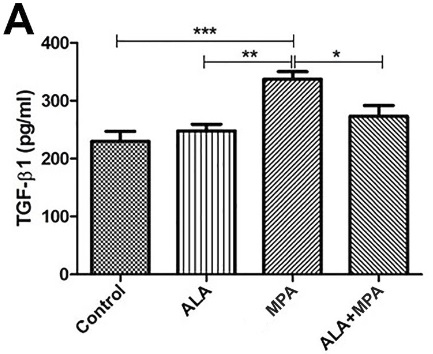 A
***
** *
400
300
200
100
0
TGF-β1 (pg/ml)
Control
ALA
MPA
ALA+MPA